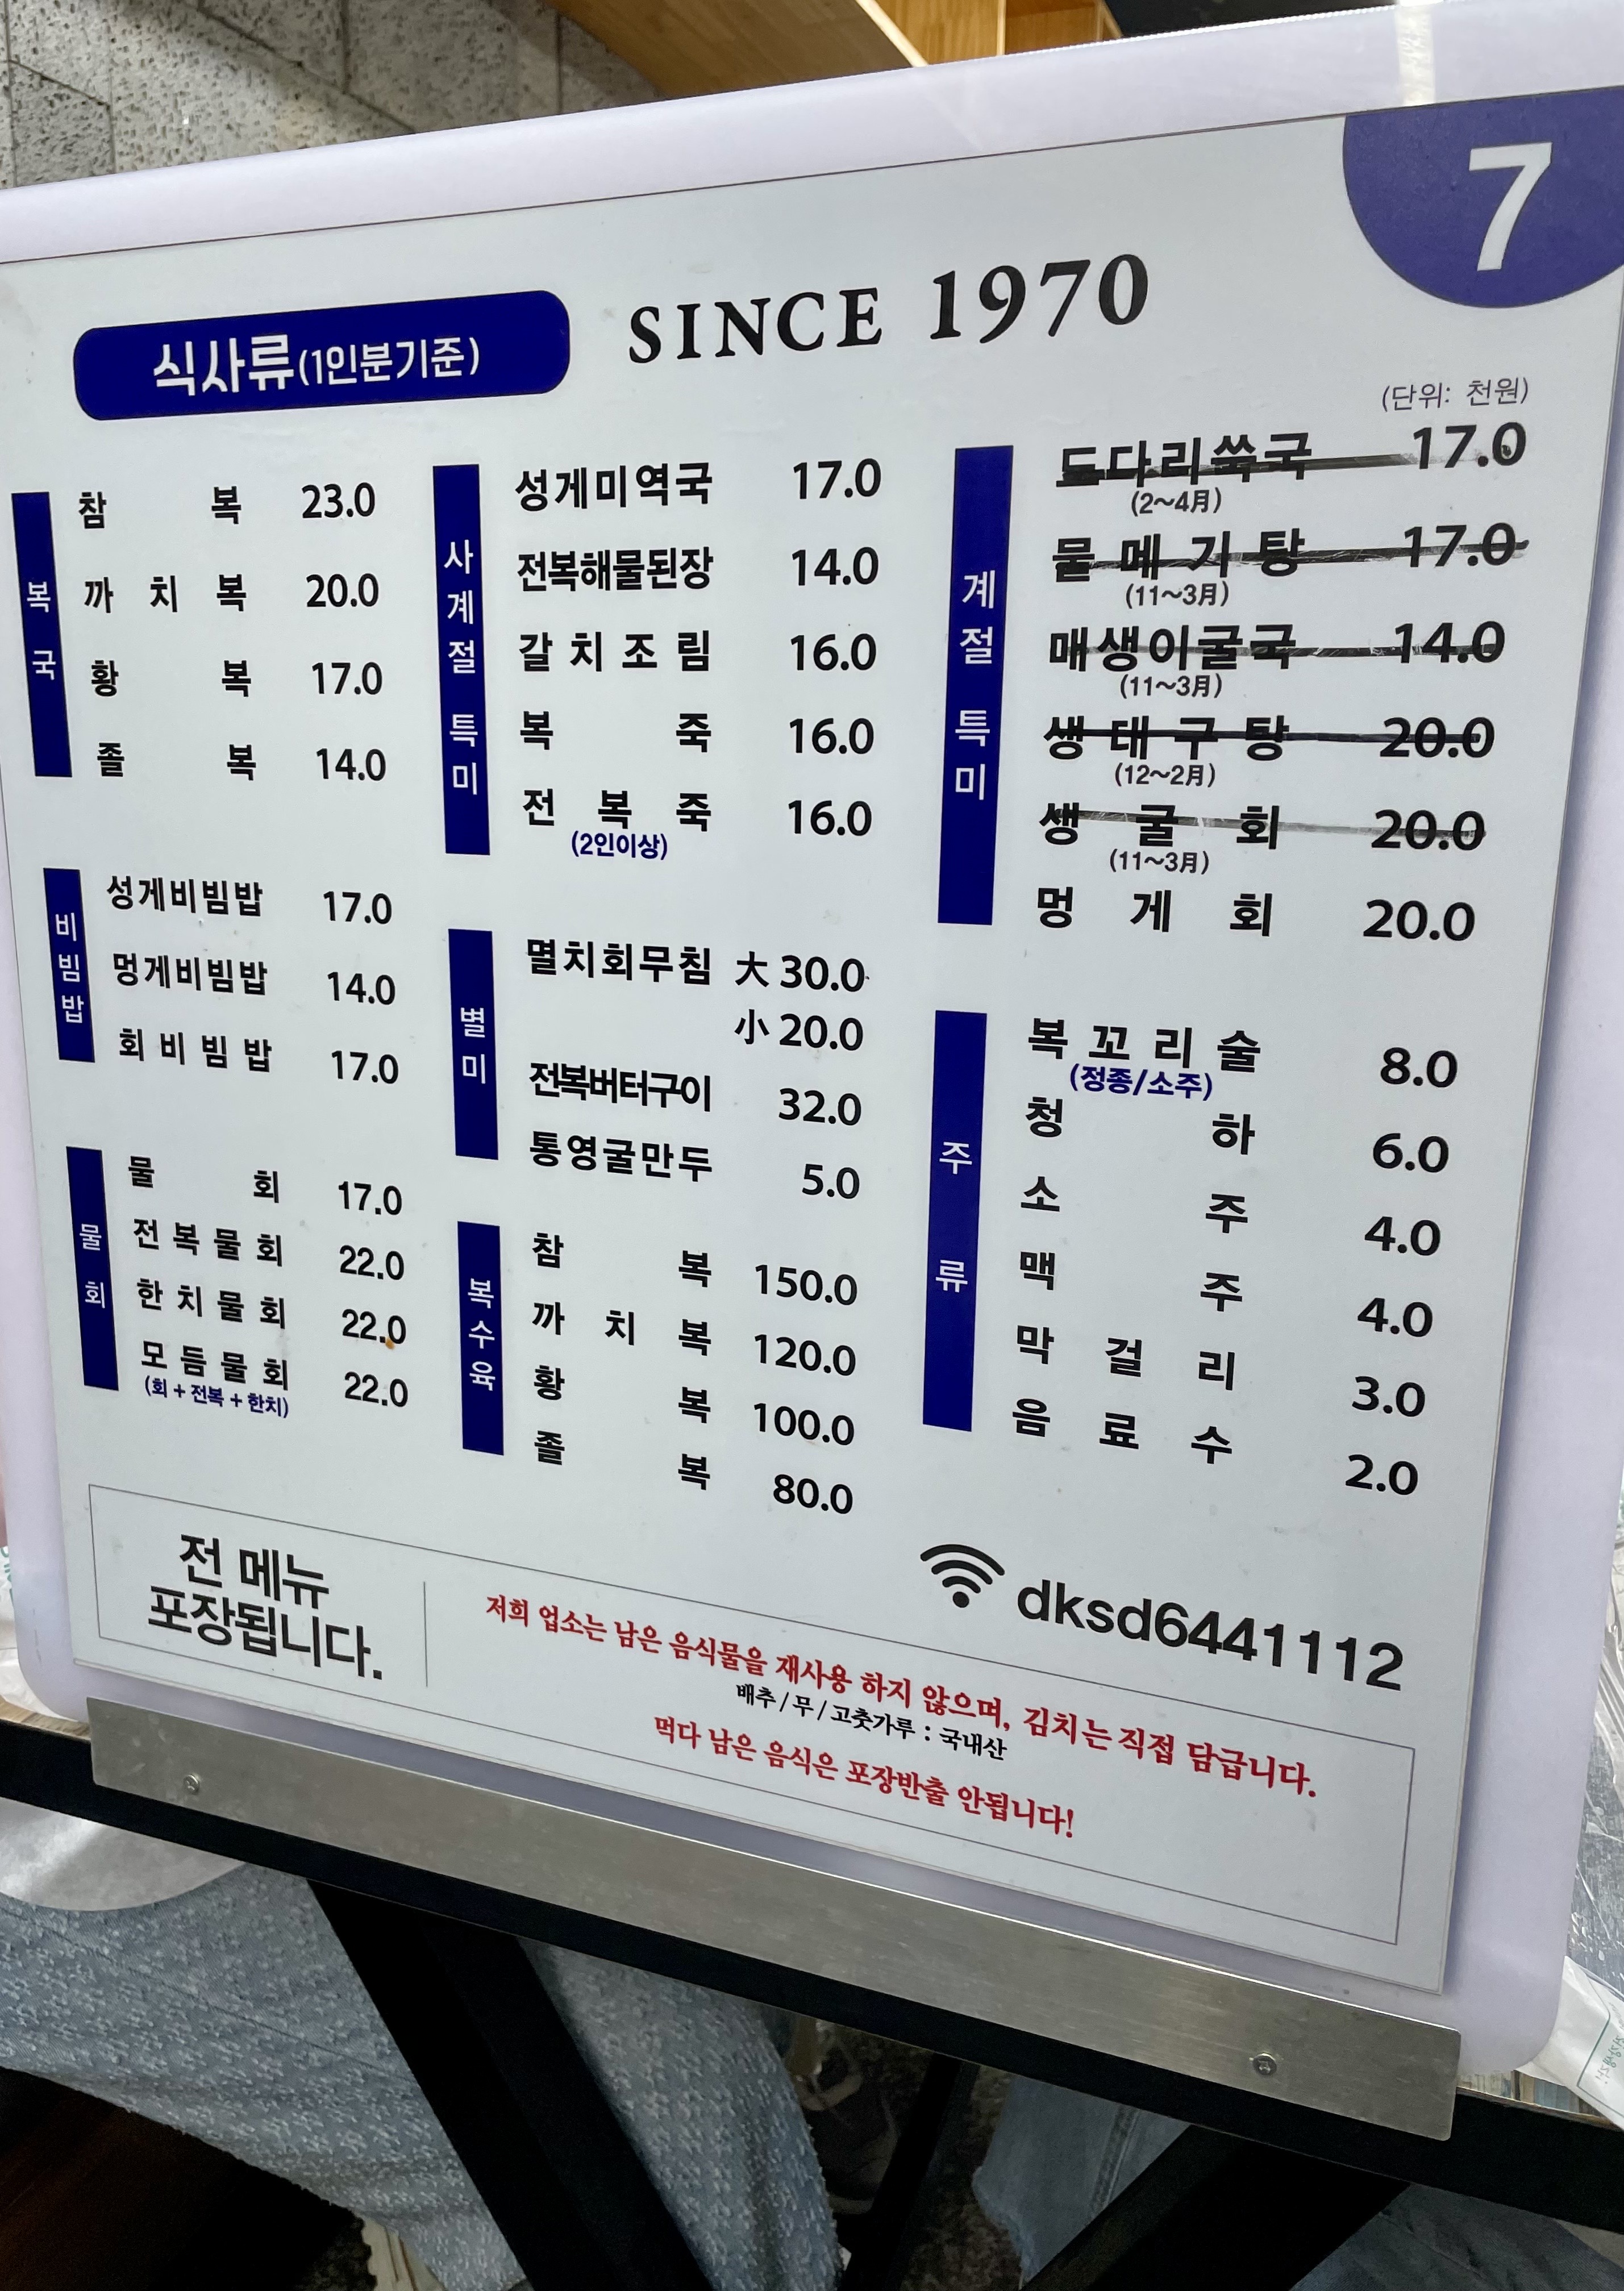 7
식사류(1인분기준)
SINCE 1970
(단위: 천원)
복국
참복 23.0
까치복 20.0
황복 17.0
졸복 14.0
비빔밥
성게비빔밥 17.0
멍게비빔밥 14.0
회비빔밥 17.0
물회
물회 17.0
전복물회 22.0
한치물회 22.0
모듬물회 22.0
(회 + 전복 + 한치)
사계절 특미
성게미역국 17.0
전복해물된장 14.0
갈치조림 16.0
복죽 16.0
전복죽 16.0
(2인이상)
별미
멸치회무침 大 30.0
小 20.0
전복버터구이 32.0
통영굴만두 5.0
복수육
참복 150.0
까치복 120.0
황복 100.0
졸복 80.0
계절 특미
도다리쑥국 17.0
(2~4月)
물메기탕 17.0
(11~3月)
매생이굴국 14.0
(11~3月)
생대구탕 20.0
(12~2月)
생굴회 20.0
(11~3月)
멍게회 20.0
주류
복꼬리술 8.0
(정종/소주)
청하 6.0
소주 4.0
맥주 4.0
막걸리 3.0
음료수 2.0
dksd6441112
전 메뉴
포장됩니다.
저희 업소는 남은 음식물을 재사용 하지 않으며, 김치는 직접 담급니다.
배추 / 무 / 고춧가루 : 국내산
먹다 남은 음식은 포장반출 안됩니다!